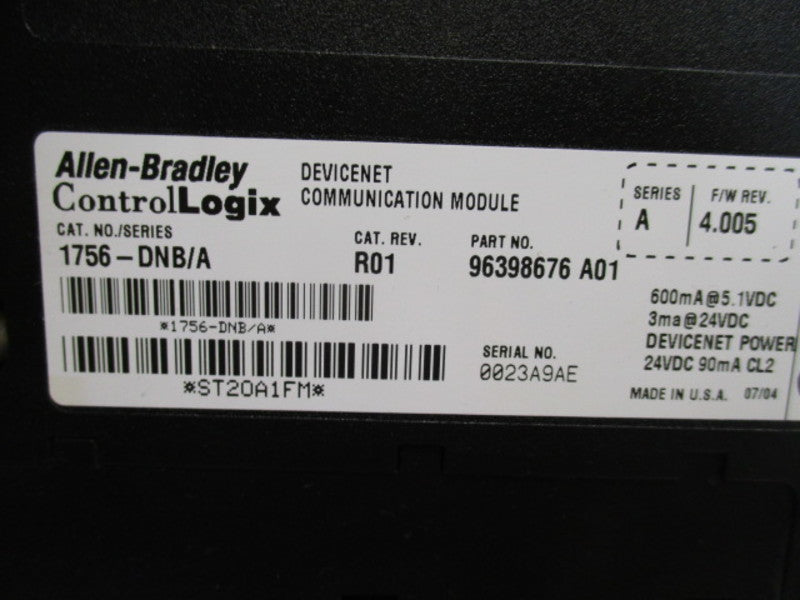 Allen-Bradley
ControlLogix
DEVICENET
COMMUNICATION MODULE
SERIES
A
F/W REV.
4.005
CAT. NO./SERIES
1756-DNB/A
CAT. REV.
R01
PART NO.
96398676 A01
*1756-DNB/A*
*ST20A1FM*
SERIAL NO.
0023A9AE
600mA@5.1VDC
3ma@24VDC
DEVICENET POWER
24VDC 90mA CL2
MADE IN U.S.A. 07/04